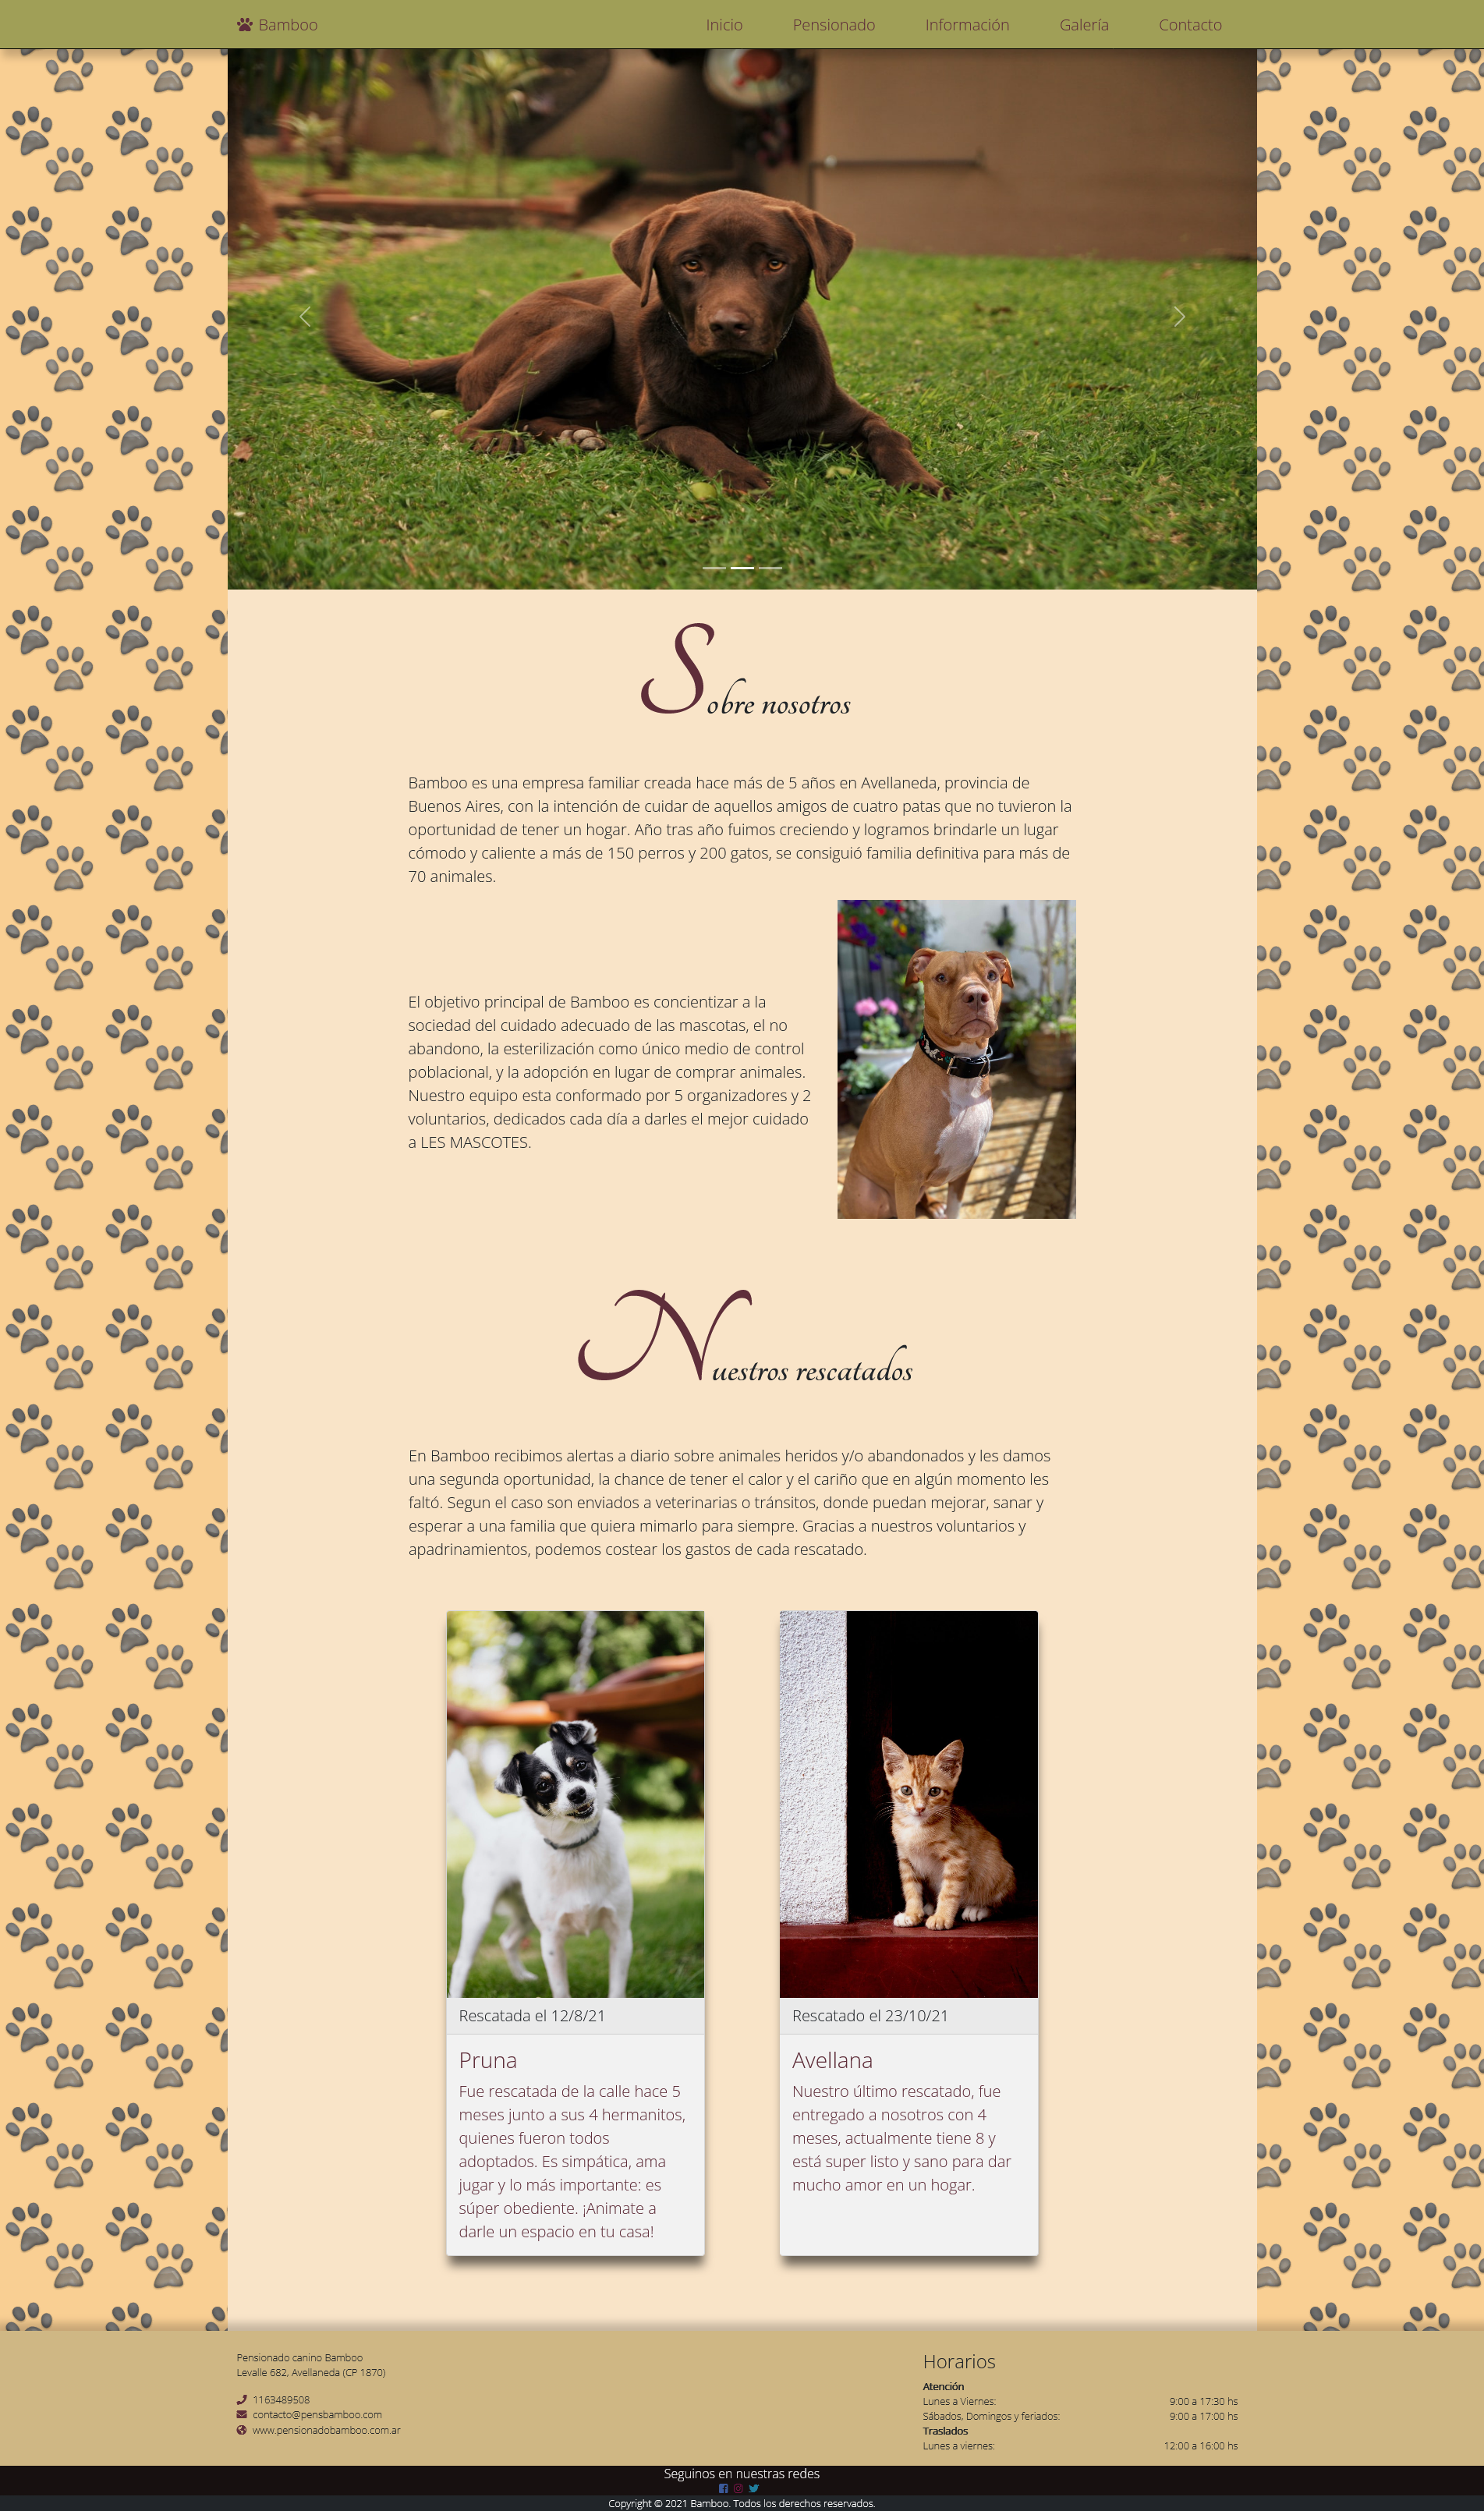 Bamboo
Inicio
Pensionado
Información
Galería
Contacto
Sobre nosotros
Bamboo es una empresa familiar creada hace más de 5 años en Avellaneda, provincia de
Buenos Aires, con la intención de cuidar de aquellos amigos de cuatro patas que no tuvieron la
oportunidad de tener un hogar. Año tras año fuimos creciendo y logramos brindarle un lugar
cómodo y caliente a más de 150 perros y 200 gatos, se consiguió familia definitiva para más de
70 animales.
El objetivo principal de Bamboo es concientizar a la
sociedad del cuidado adecuado de las mascotas, el no
abandono, la esterilización como único medio de control
poblacional, y la adopción en lugar de comprar animales.
Nuestro equipo esta conformado por 5 organizadores y 2
voluntarios, dedicados cada día a darles el mejor cuidado
a LES MASCOTES.
Nuestros rescatados
En Bamboo recibimos alertas a diario sobre animales heridos y/o abandonados y les damos
una segunda oportunidad, la chance de tener el calor y el cariño que en algún momento les
faltó. Segun el caso son enviados a veterinarias o tránsitos, donde puedan mejorar, sanar y
esperar a una familia que quiera mimarlo para siempre. Gracias a nuestros voluntarios y
apadrinamientos, podemos costear los gastos de cada rescatado.
Rescatada el 12/8/21
Pruna
Fue rescatada de la calle hace 5
meses junto a sus 4 hermanitos,
quienes fueron todos
adoptados. Es simpática, ama
jugar y lo más importante: es
súper obediente. ¡Animate a
darle un espacio en tu casa!
Rescatado el 23/10/21
Avellana
Nuestro último rescatado, fue
entregado a nosotros con 4
meses, actualmente tiene 8 y
está super listo y sano para dar
mucho amor en un hogar.
Pensionado canino Bamboo
Levalle 682, Avellaneda (CP 1870)
1163489508
contacto@pensbamboo.com
www.pensionadobamboo.com.ar
Horarios
Atención
Lunes a Viernes: 9:00 a 17:30 hs
Sábados, Domingos y feriados: 9:00 a 17:00 hs
Traslados
Lunes a viernes: 12:00 a 16:00 hs
Seguinos en nuestras redes
Copyright © 2021 Bamboo. Todos los derechos reservados.